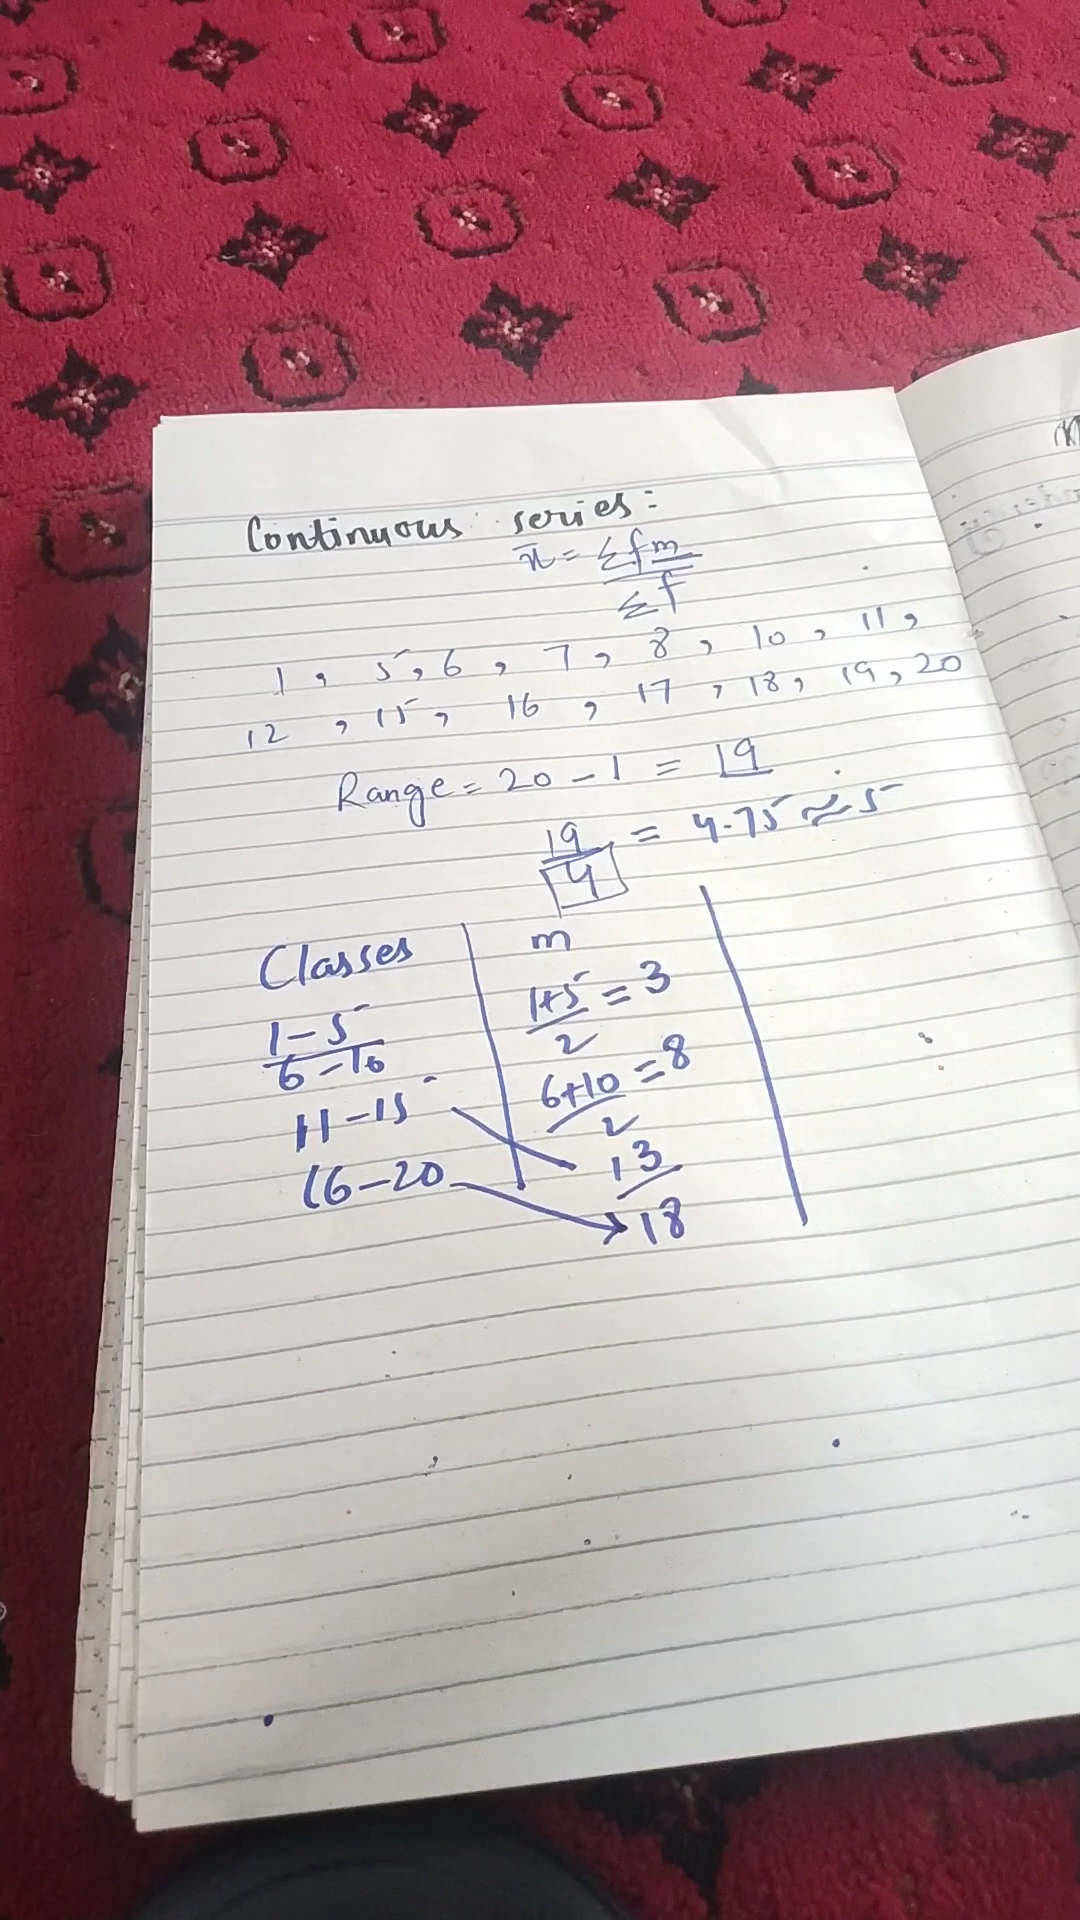 Continuous series:
x̄ = Σfm / Σf
1, 5, 6, 7, 8, 10, 11,
12, 15, 16, 17, 18, 19, 20
Range = 20 - 1 = 19
19/4 = 4.75 ≈ 5
Classes m
1-5 (1+5)/2 = 3
6-10 (6+10)/2 = 8
11-15 13
16-20 → 18